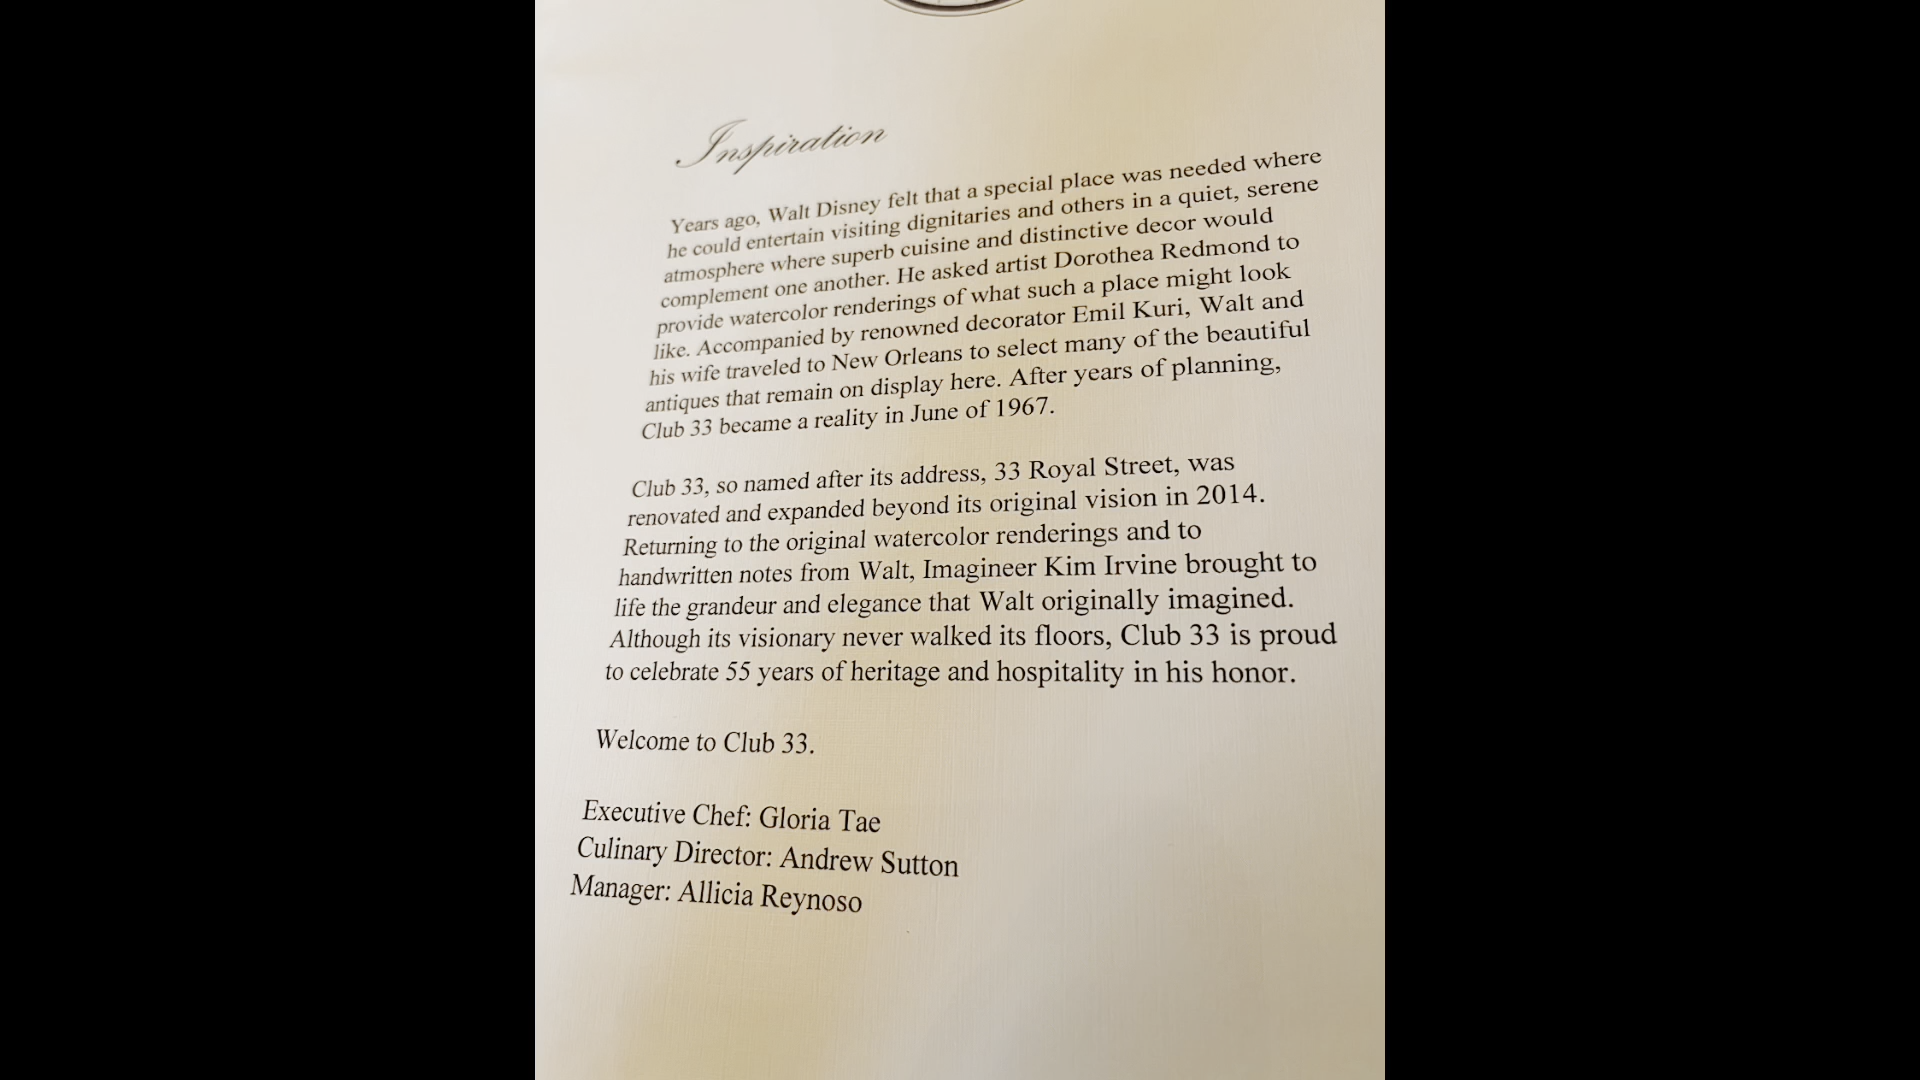 Inspiration
Years ago, Walt Disney felt that a special place was needed where
he could entertain visiting dignitaries and others in a quiet, serene
atmosphere where superb cuisine and distinctive decor would
complement one another. He asked artist Dorothea Redmond to
provide watercolor renderings of what such a place might look
like. Accompanied by renowned decorator Emil Kuri, Walt and
his wife traveled to New Orleans to select many of the beautiful
antiques that remain on display here. After years of planning,
Club 33 became a reality in June of 1967.
Club 33, so named after its address, 33 Royal Street, was
renovated and expanded beyond its original vision in 2014.
Returning to the original watercolor renderings and to
handwritten notes from Walt, Imagineer Kim Irvine brought to
life the grandeur and elegance that Walt originally imagined.
Although its visionary never walked its floors, Club 33 is proud
to celebrate 55 years of heritage and hospitality in his honor.
Welcome to Club 33.
Executive Chef: Gloria Tae
Culinary Director: Andrew Sutton
Manager: Allicia Reynoso